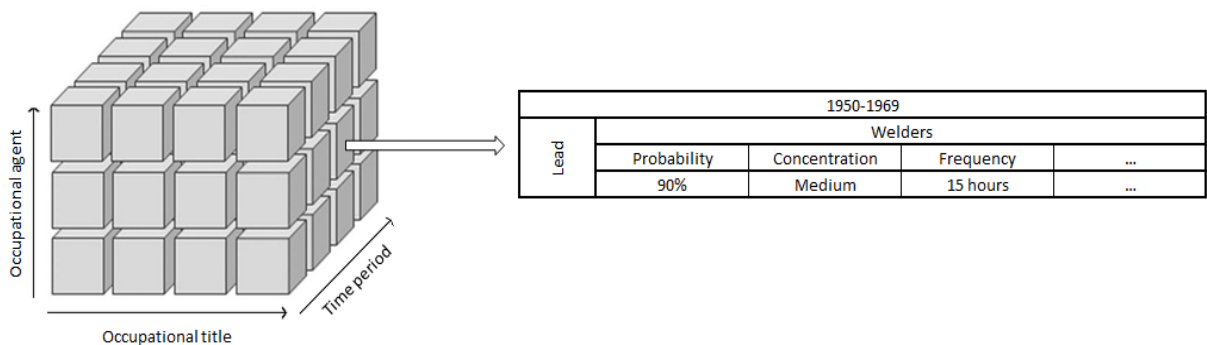 Occupational agent
Occupational title
Time period
1950-1969
Lead
Welders
Probability Concentration Frequency ...
90% Medium 15 hours ...